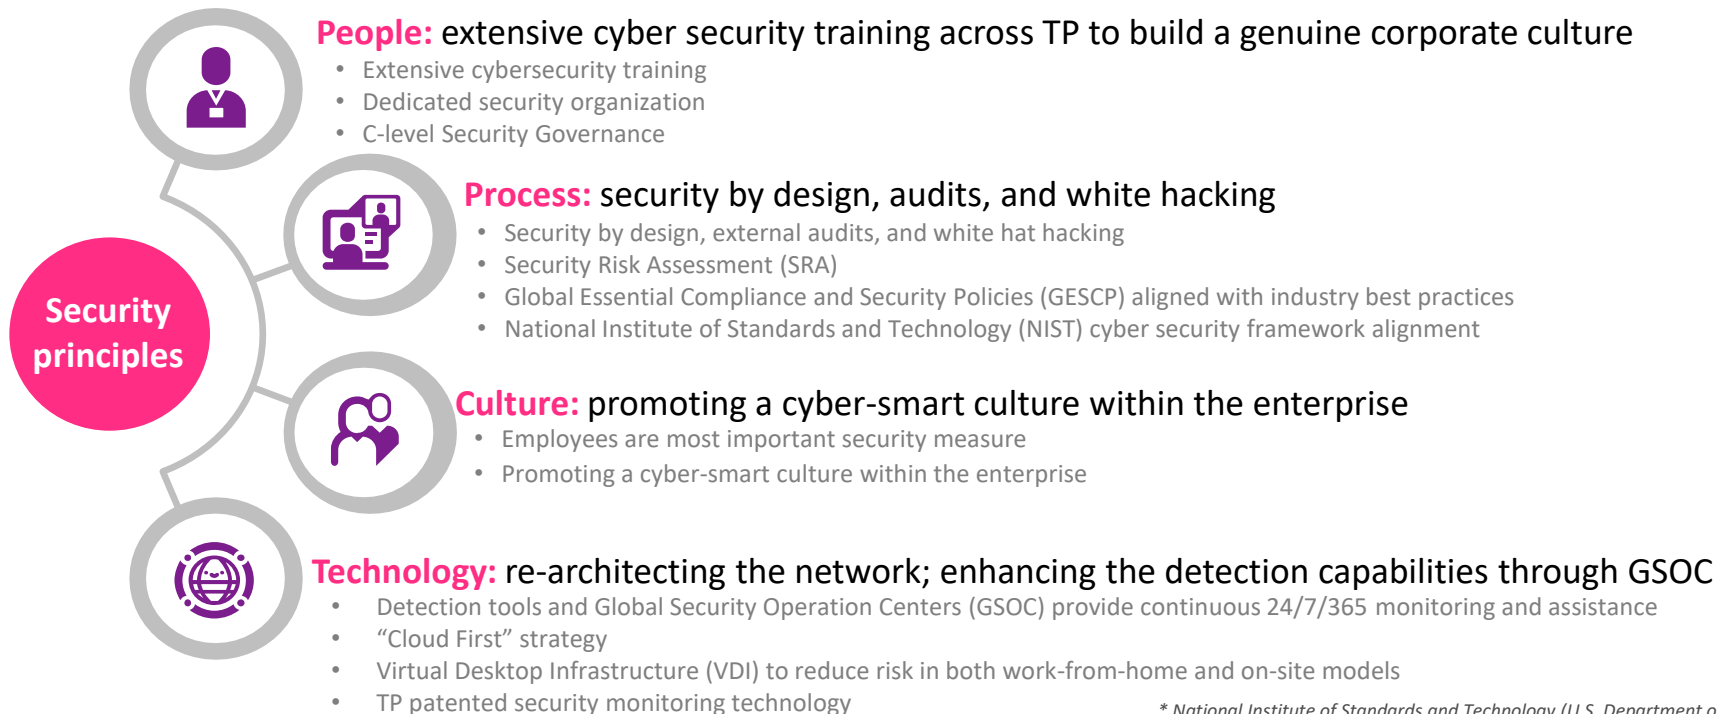 People: extensive cyber security training across TP to build a genuine corporate culture
• Extensive cybersecurity training
• Dedicated security organization
• C-level Security Governance
Process: security by design, audits, and white hacking
• Security by design, external audits, and white hat hacking
• Security Risk Assessment (SRA)
• Global Essential Compliance and Security Policies (GESCP) aligned with industry best practices
• National Institute of Standards and Technology (NIST) cyber security framework alignment
Security
principles
Culture: promoting a cyber-smart culture within the enterprise
• Employees are most important security measure
• Promoting a cyber-smart culture within the enterprise
Technology: re-architecting the network; enhancing the detection capabilities through GSOC
• Detection tools and Global Security Operation Centers (GSOC) provide continuous 24/7/365 monitoring and assistance
• “Cloud First” strategy
• Virtual Desktop Infrastructure (VDI) to reduce risk in both work-from-home and on-site models
• TP patented security monitoring technology
* National Institute of Standards and Technology (U.S. Department o